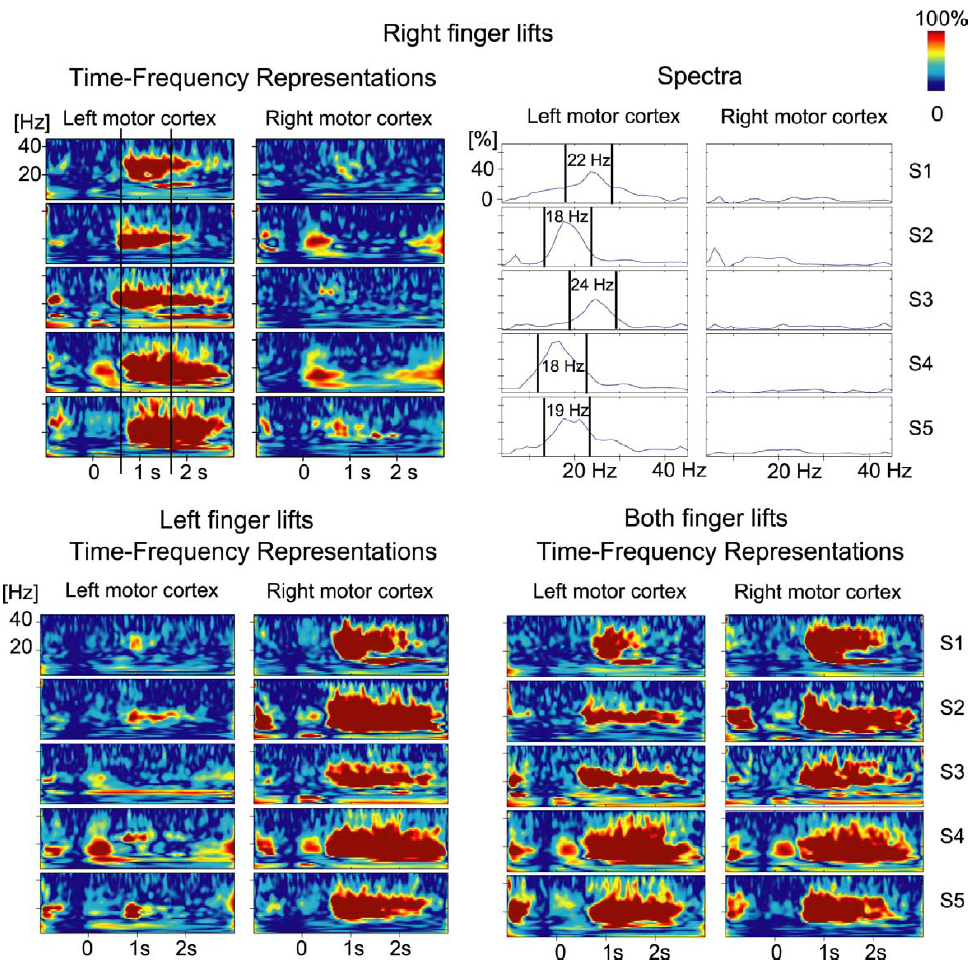 Right finger lifts
100%
0
Time-Frequency Representations
Spectra
[Hz] Left motor cortex Right motor cortex
[%] Left motor cortex Right motor cortex
40
20
40
0
22 Hz
S1
18 Hz
S2
24 Hz
S3
18 Hz
S4
19 Hz
S5
0 1s 2 s 0 1s 2 s
20 Hz 40 Hz 20 Hz 40 Hz
Left finger lifts
Time-Frequency Representations
Both finger lifts
Time-Frequency Representations
[Hz] Left motor cortex Right motor cortex
Left motor cortex Right motor cortex
40
20
S1
S2
S3
S4
S5
0 1s 2s 0 1s 2s
0 1s 2s 0 1s 2s